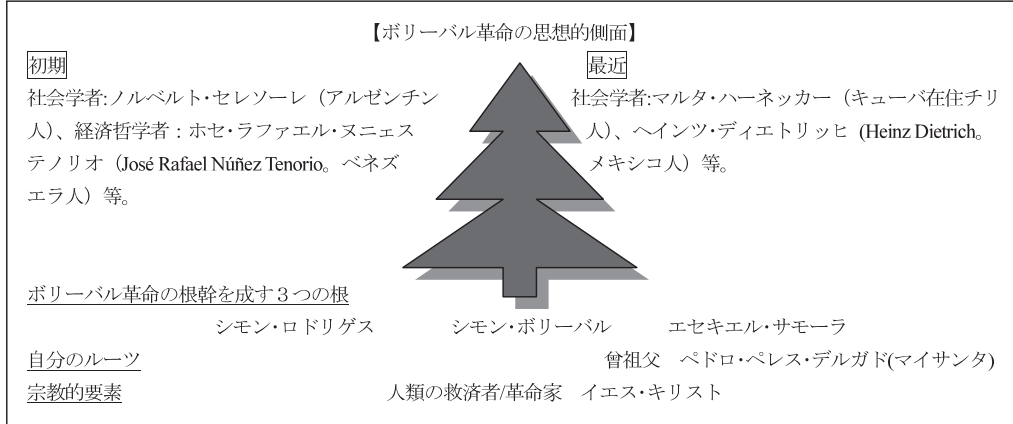 【ボリーバル革命の思想的側面】
初期
社会学者:ノルベルト・セレソーレ（アルゼンチン
人）、経済哲学者：ホセ・ラファエル・ヌニェス
テノリオ（José Rafael Núñez Tenorio。ベネズ
エラ人）等。
最近
社会学者:マルタ・ハーネッカー（キューバ在住チリ
人）、ヘインツ・ディエトリッヒ (Heinz Dietrich。
メキシコ人）等。
ボリーバル革命の根幹を成す３つの根
シモン・ロドリゲス　シモン・ボリーバル　エセキエル・サモーラ
自分のルーツ　曾祖父　ペドロ・ペレス・デルガド(マイサンタ)
宗教的要素　人類の救済者/革命家　イエス・キリスト